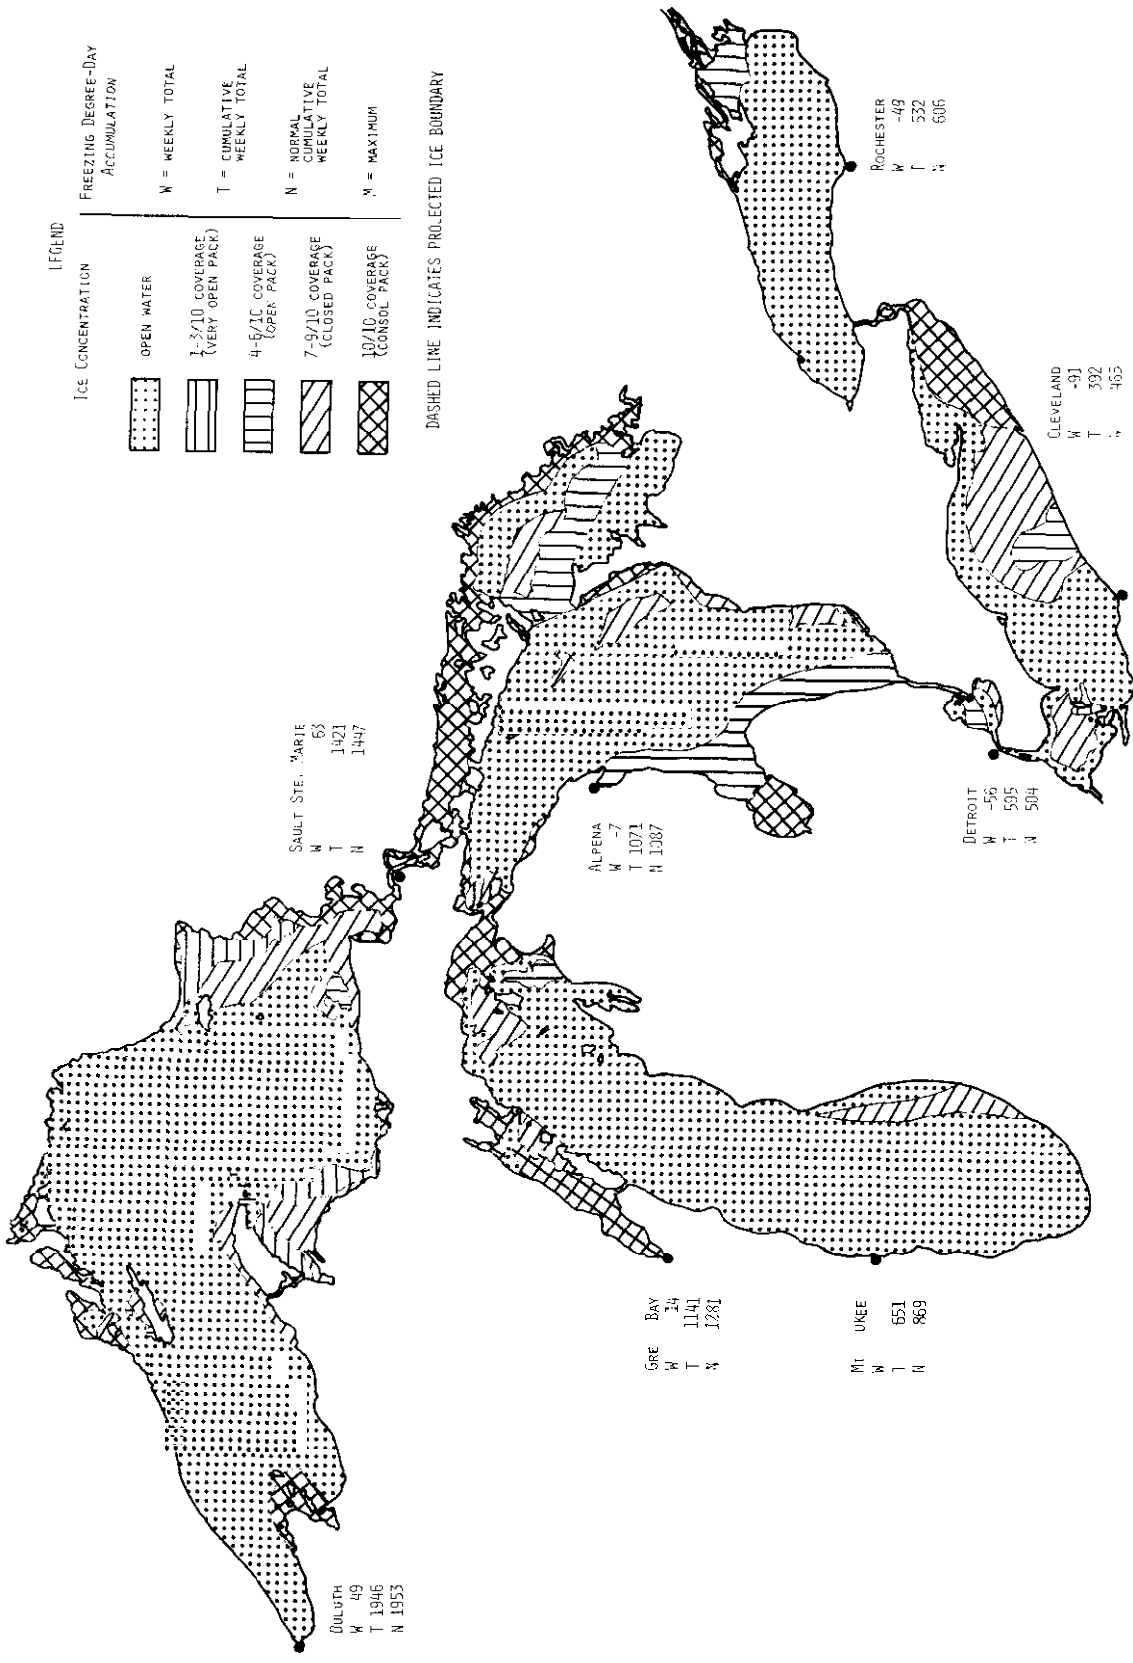 LEGEND
ICE CONCENTRATION
OPEN WATER
1-3/10 COVERAGE
(VERY OPEN PACK)
4-6/10 COVERAGE
(OPEN PACK)
7-9/10 COVERAGE
(CLOSED PACK)
10/10 COVERAGE
(CONSOL PACK)
FREEZING DEGREE-DAY
ACCUMULATION
W = WEEKLY TOTAL
T = CUMULATIVE
WEEKLY TOTAL
N = NORMAL
CUMULATIVE
WEEKLY TOTAL
M = MAXIMUM
DASHED LINE INDICATES PROJECTED ICE BOUNDARY
DULUTH
W 49
T 1946
N 1953
SAULT STE. MARIE
W 63
T 1421
N 1447
GRE BAY
W 14
T 1141
N 1281
MI UKEE
W
T 651
N 869
ALPENA
W -7
T 1071
N 1087
DETROIT
W -56
T 595
N 504
CLEVELAND
W -91
T 392
463
ROCHESTER
W -49
T 532
N 606